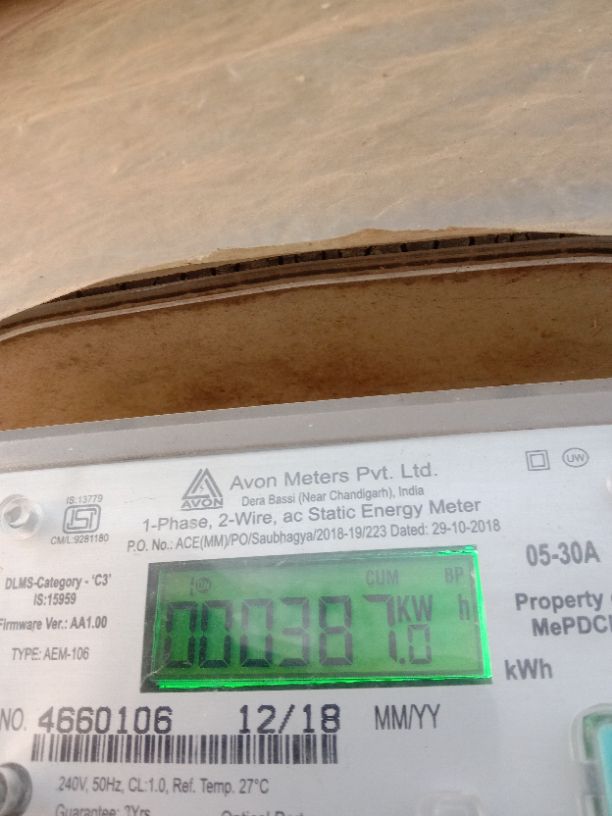 Avon Meters Pvt. Ltd.
AVON
Dera Bassi (Near Chandigarh), India
UW
IS:13779
ISI
CM/L:9281180
1-Phase, 2-Wire, ac Static Energy Meter
P.O. No.: ACE(MM)/PO/Saubhagya/2018-19/223 Dated: 29-10-2018
05-30A
DLMS-Category - 'C3'
IS:15959
Firmware Ver.: AA1.00
TYPE: AEM-106
CUM BP
000387.0 KW h
Property
MePDC
kWh
NO. 4660106 12/18 MM/YY
240V, 50Hz, CL:1.0, Ref. Temp. 27°C
Guarantee: